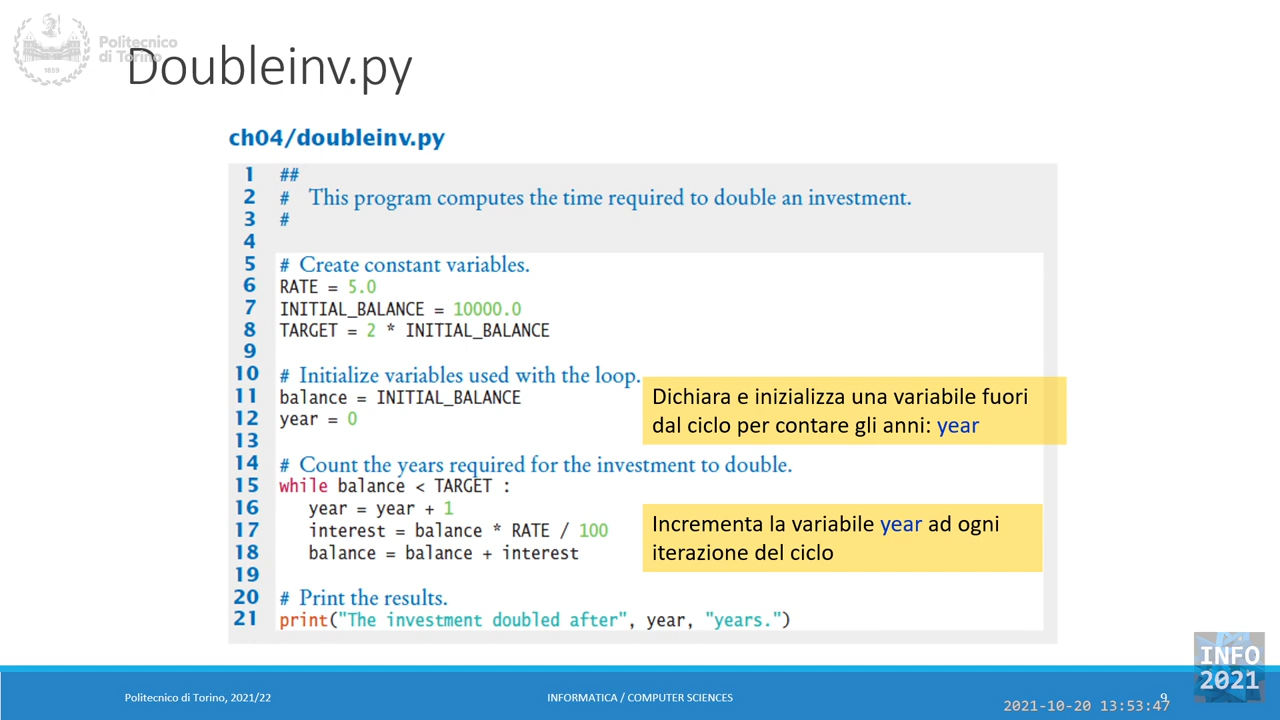 Politecnico
di Torino
1859
Doubleinv.py
ch04/doubleinv.py
1 ##
2 # This program computes the time required to double an investment.
3 #
4
5 # Create constant variables.
6 RATE = 5.0
7 INITIAL_BALANCE = 10000.0
8 TARGET = 2 * INITIAL_BALANCE
9
10 # Initialize variables used with the loop.
11 balance = INITIAL_BALANCE
12 year = 0
Dichiara e inizializza una variabile fuori
dal ciclo per contare gli anni: year
13
14 # Count the years required for the investment to double.
15 while balance < TARGET :
16    year = year + 1
17    interest = balance * RATE / 100
18    balance = balance + interest
Incrementa la variabile year ad ogni
iterazione del ciclo
19
20 # Print the results.
21 print("The investment doubled after", year, "years.")
INFO
2021
Politecnico di Torino, 2021/22
INFORMATICA / COMPUTER SCIENCES
9
2021-10-20 13:53:47